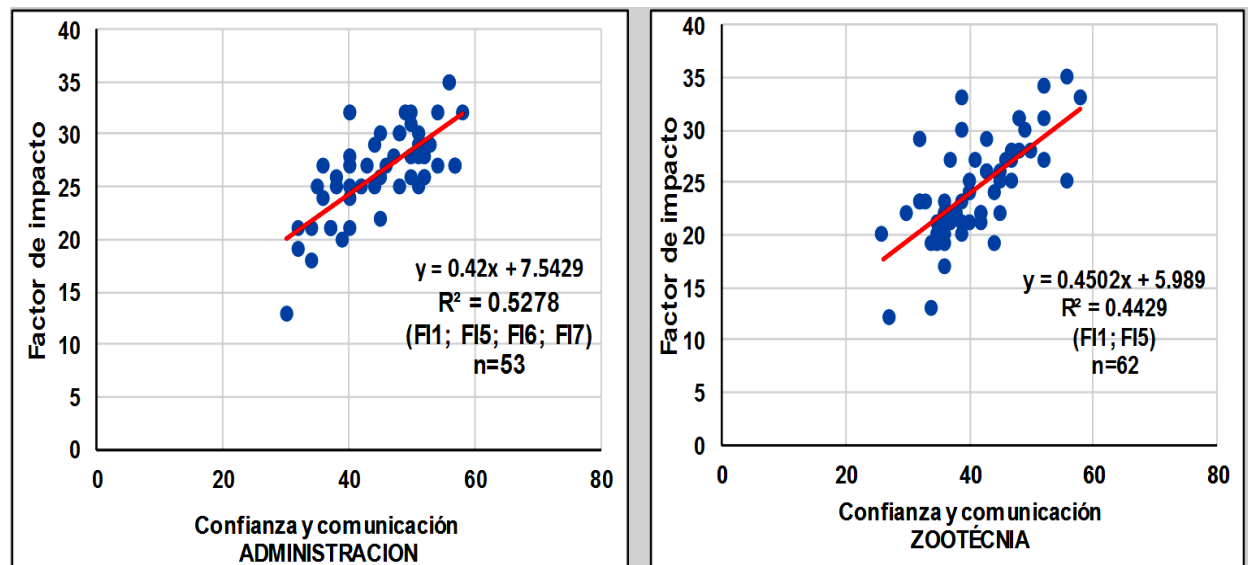 Factor de impacto
40
35
30
25
20
15
10
5
0
y = 0.42x + 7.5429
R² = 0.5278
(FI1; FI5; FI6; FI7)
n=53
0 20 40 60 80
Confianza y comunicación
ADMINISTRACION
Factor de impacto
40
35
30
25
20
15
10
5
0
y = 0.4502x + 5.989
R² = 0.4429
(FI1; FI5)
n=62
0 20 40 60 80
Confianza y comunicación
ZOOTÉCNIA